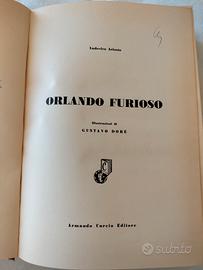 Ludovico Ariosto
ORLANDO FURIOSO
Illustrazioni di
GUSTAVO DORÉ
Armando Curcio Editore
subito